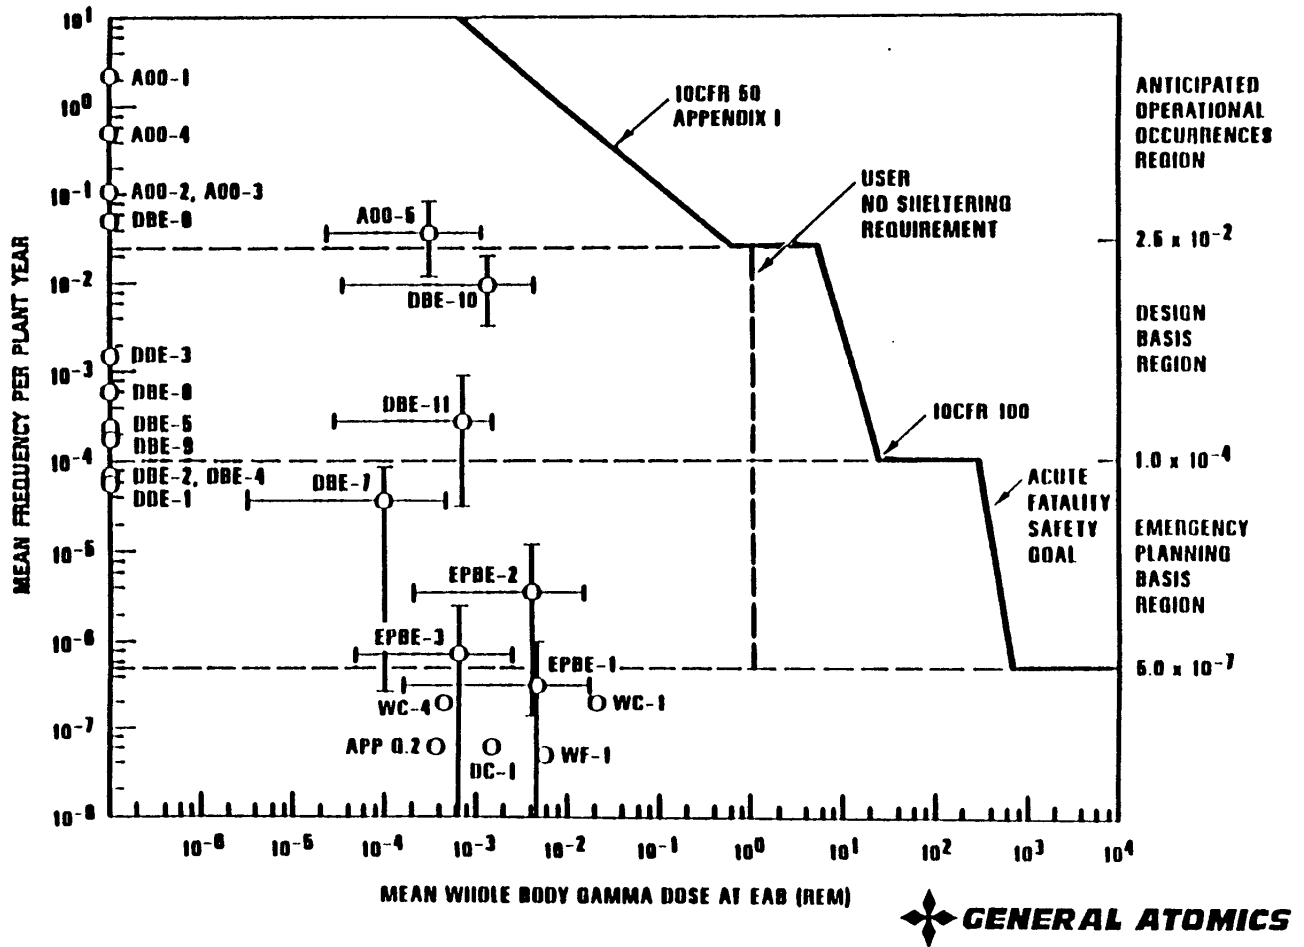 10¹
10⁰
10⁻¹
10⁻²
10⁻³
10⁻⁴
10⁻⁵
10⁻⁶
10⁻⁷
10⁻⁸
MEAN FREQUENCY PER PLANT YEAR
AOO-1
AOO-4
AOO-2, AOO-3
DBE-6
AOO-5
DBE-10
DDE-3
DBE-8
DBE-11
DBE-5
DBE-9
DBE-2, DBE-4
DDE-1
DBE-7
EPBE-2
EPBE-3
EPBE-1
WC-4
WC-1
APP G.2
DC-1
WF-1
10CFR 50
APPENDIX I
USER
NO SHELTERING
REQUIREMENT
10CFR 100
ACUTE
FATALITY
SAFETY
GOAL
ANTICIPATED
OPERATIONAL
OCCURRENCES
REGION
2.5 x 10⁻²
DESIGN
BASIS
REGION
1.0 x 10⁻⁴
EMERGENCY
PLANNING
BASIS
REGION
5.0 x 10⁻⁷
10⁻⁶
10⁻⁵
10⁻⁴
10⁻³
10⁻²
10⁻¹
10⁰
10¹
10²
10³
10⁴
MEAN WHOLE BODY GAMMA DOSE AT EAB (REM)
GENERAL ATOMICS